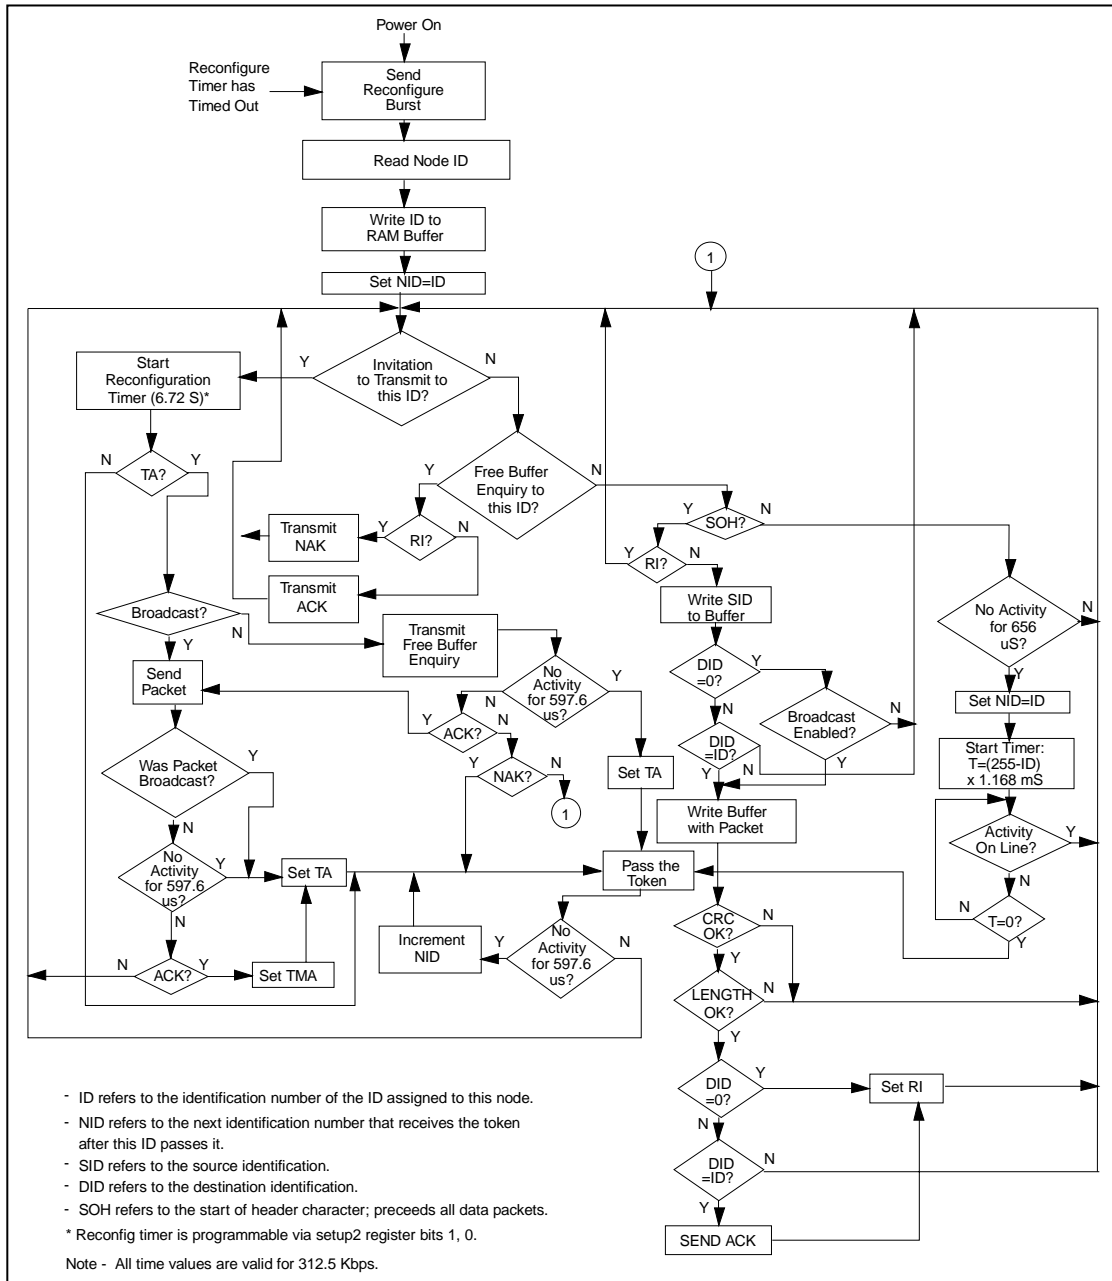 Power On
Reconfigure
Timer has
Timed Out
Send
Reconfigure
Burst
Read Node ID
Write ID to
RAM Buffer
1
Set NID=ID
Start
Reconfiguration
Timer (6.72 S)*
Y
Invitation
to Transmit to
this ID?
N
N
TA?
Y
Y
Free Buffer
Enquiry to
this ID?
N
Transmit
NAK
Y
RI?
N
Y
SOH?
N
Transmit
ACK
Y
RI?
N
Write SID
to Buffer
No Activity
for 656
uS?
N
Y
Broadcast?
N
Y
Transmit
Free Buffer
Enquiry
No
Activity
for 597.6
us?
N
Y
DID
=0?
Y
N
Broadcast
Enabled?
N
Y
Set NID=ID
Send
Packet
Y
ACK?
N
Start Timer:
T=(255-ID)
x 1.168 mS
Was Packet
Broadcast?
Y
N
Y
NAK?
N
1
Set TA
DID
=ID?
Y
N
Write Buffer
with Packet
Activity
On Line?
Y
N
No
Activity
for 597.6
us?
Y
N
Set TA
Pass the
Token
N
T=0?
Y
CRC
OK?
N
Y
Increment
NID
Y
No
Activity
for 597.6
us?
N
N
ACK?
Y
Set TMA
LENGTH
OK?
N
Y
DID
=0?
Y
N
Set RI
DID
=ID?
N
Y
SEND ACK
- ID refers to the identification number of the ID assigned to this node.
- NID refers to the next identification number that receives the token
after this ID passes it.
- SID refers to the source identification.
- DID refers to the destination identification.
- SOH refers to the start of header character; preceeds all data packets.
* Reconfig timer is programmable via setup2 register bits 1, 0.
Note - All time values are valid for 312.5 Kbps.